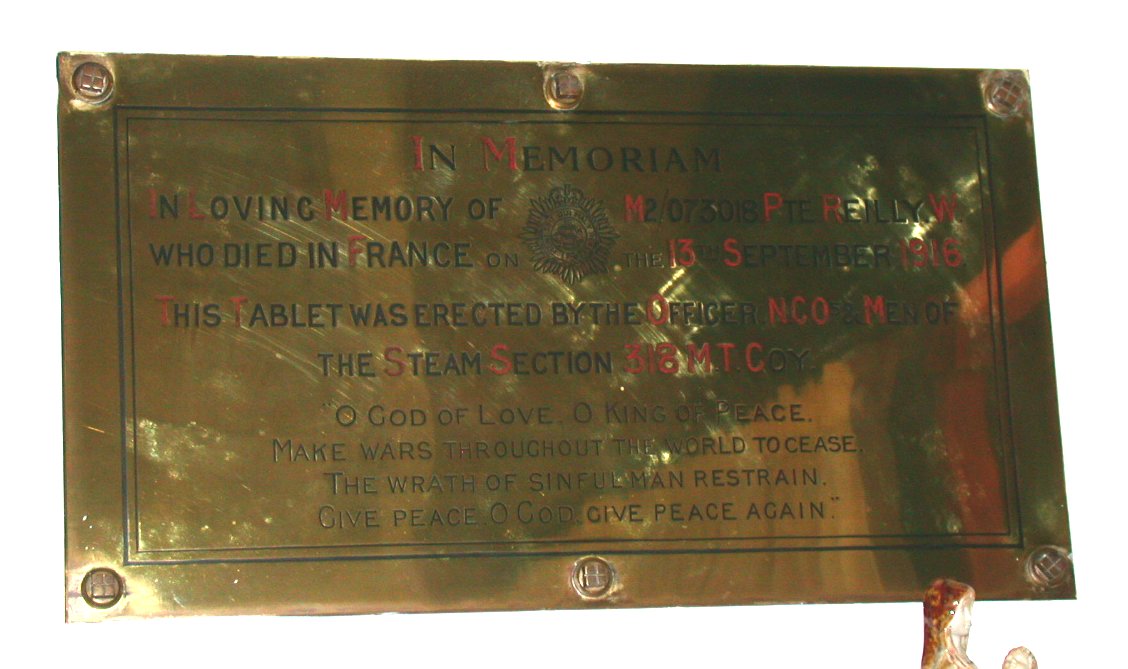 IN MEMORIAM
IN LOVING MEMORY OF M2/073018 PTE REILLY. W
WHO DIED IN FRANCE ON THE 13TH SEPTEMBER 1916.
THIS TABLET WAS ERECTED BY THE OFFICER. NCOS & MEN OF
THE STEAM SECTION 318 M.T. COY.
"O GOD OF LOVE. O KING OF PEACE.
MAKE WARS THROUGHOUT THE WORLD TO CEASE.
THE WRATH OF SINFUL MAN RESTRAIN.
GIVE PEACE. O GOD. GIVE PEACE AGAIN."